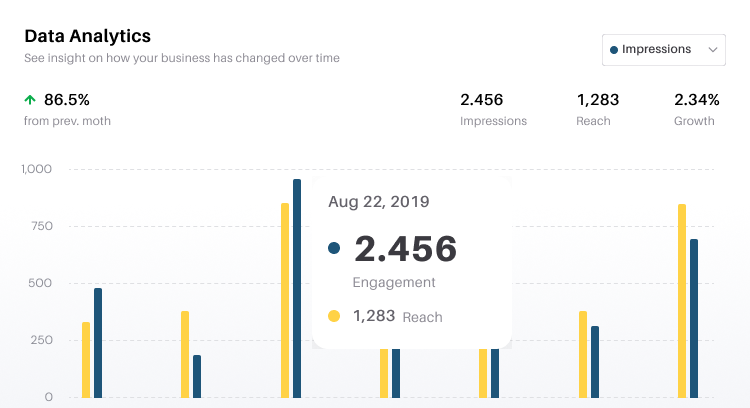 Data Analytics
See insight on how your business has changed over time
Impressions
86.5%
from prev. moth
2.456
Impressions
1,283
Reach
2.34%
Growth
1,000
750
500
250
0
Aug 22, 2019
2.456
Engagement
1,283 Reach